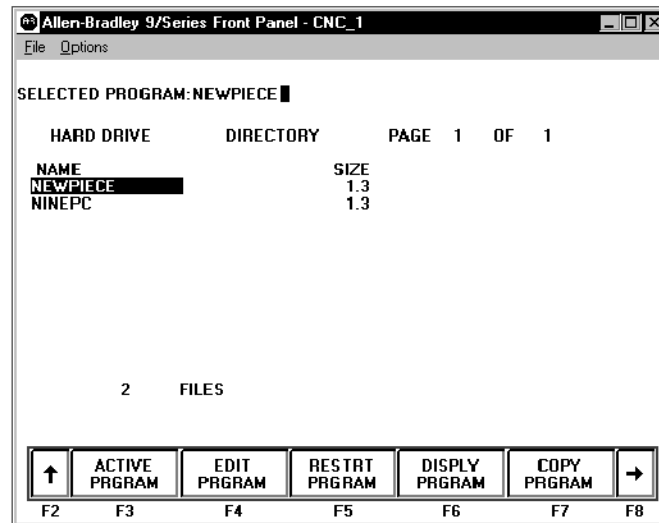 Allen-Bradley 9/Series Front Panel - CNC_1
File Options
SELECTED PROGRAM:NEWPIECE
HARD DRIVE DIRECTORY PAGE 1 OF 1
NAME SIZE
NEWPIECE 1.3
NINEPC 1.3
2 FILES
ACTIVE EDIT RESTRT DISPLY COPY
PRGRAM PRGRAM PRGRAM PRGRAM PRGRAM
F2 F3 F4 F5 F6 F7 F8